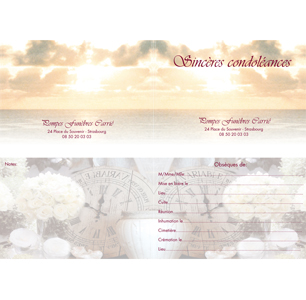 Sincères condoléances
Pompes Funèbres Carrié
24 Place du Souvenir - Strasbourg
08 50 20 03 03
Pompes Funèbres Carrié
24 Place du Souvenir - Strasbourg
08 50 20 03 03
Notes:
Obsèques de:
M/Mme/Mlle:
Mise en bière le
Lieu:
Culte:
Réunion:
Inhumation le:
Cimetière:
Crémation le:
Lieu: